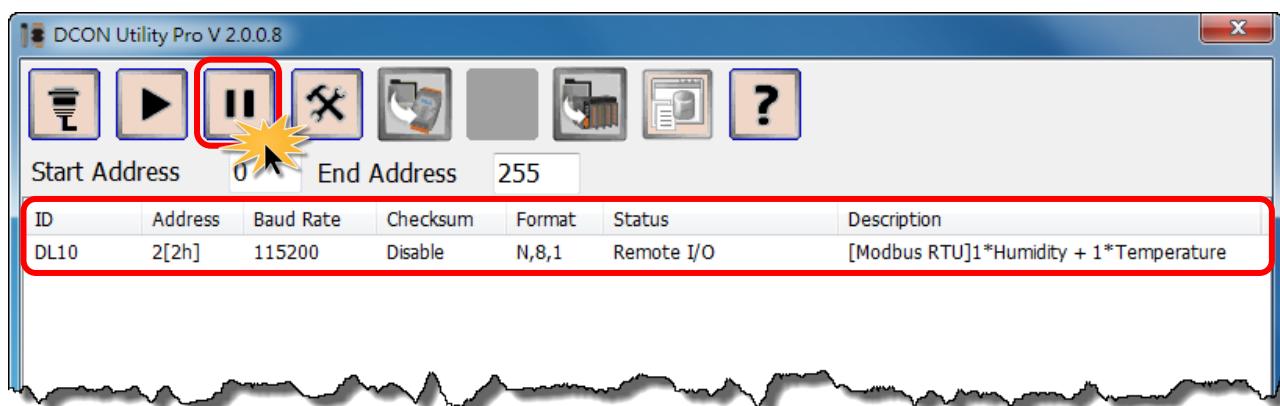 DCON Utility Pro V 2.0.0.8
Start Address 0 End Address 255
ID Address Baud Rate Checksum Format Status Description
DL10 2[2h] 115200 Disable N,8,1 Remote I/O [Modbus RTU]1*Humidity + 1*Temperature